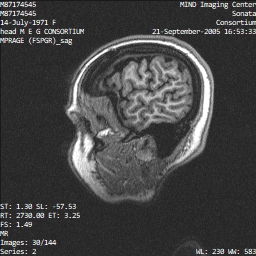 M87174545
M87174545
14-July-1971 F
head M E G CONSORTIUM
MPRAGE (FSPGR)_sag
MIND Imaging Center
Sonata
Consortium
21-September-2005 16:53:33
ST: 1.30 SL: -57.53
RT: 2730.00 ET: 3.25
FS: 1.49
MR
Images: 30/144
Series: 2
WL: 230 WW: 583